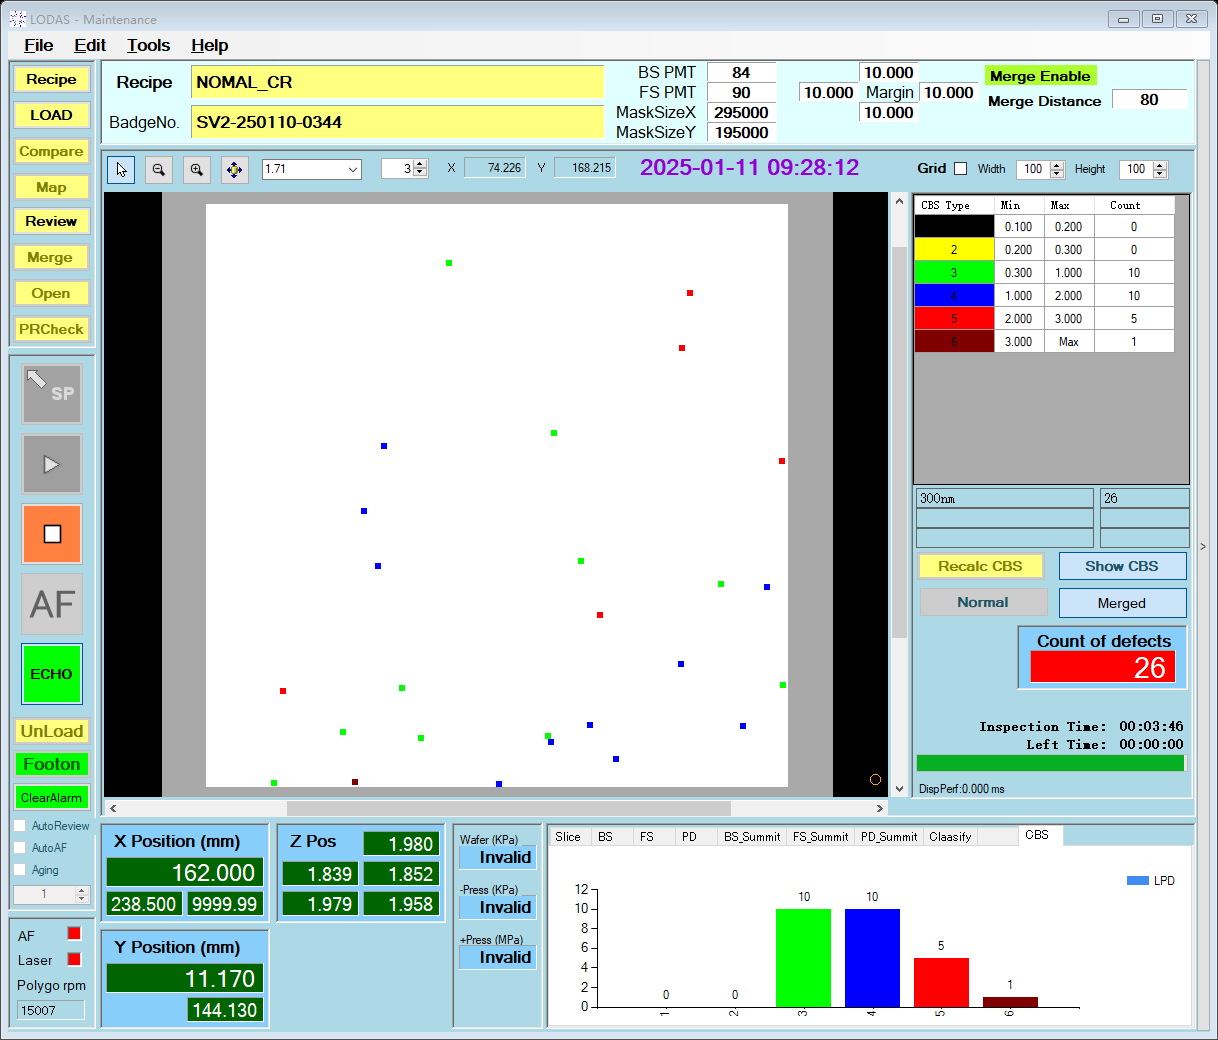 LODAS - Maintenance
File Edit Tools Help
Recipe
LOAD
Compare
Map
Review
Merge
Open
PRCheck
SP
AF
ECHO
UnLoad
Footon
ClearAlarm
AutoReview
AutoAF
Aging
1
AF
Laser
Polygo rpm
15007
Recipe NOMAL_CR
BadgeNo. SV2-250110-0344
BS PMT 84
FS PMT 90
MaskSizeX 295000
MaskSizeY 195000
10.000
10.000 Margin 10.000
10.000
Merge Enable
Merge Distance 80
1.71 3 X 74.226 Y 168.215 2025-01-11 09:28:12
Grid Width 100 Height 100
CBS Type Min Max Count
0.100 0.200 0
2 0.200 0.300 0
3 0.300 1.000 10
4 1.000 2.000 10
5 2.000 3.000 5
6 3.000 Max 1
300nm 26
Recalc CBS Show CBS
Normal Merged
Count of defects
26
Inspection Time: 00:03:46
Left Time: 00:00:00
DispPerf:0.000 ms
X Position (mm)
162.000
238.500 9999.99
Y Position (mm)
11.170
144.130
Z Pos 1.980
1.839 1.852
1.979 1.958
Wafer (KPa)
Invalid
-Press (KPa)
Invalid
+Press (MPa)
Invalid
Slice BS FS PD BS_Summit FS_Summit PD_Summit Claasify CBS
LPD
12
10
8
6
4
2
0
0 0 10 10 5 1
1 2 3 4 5 6